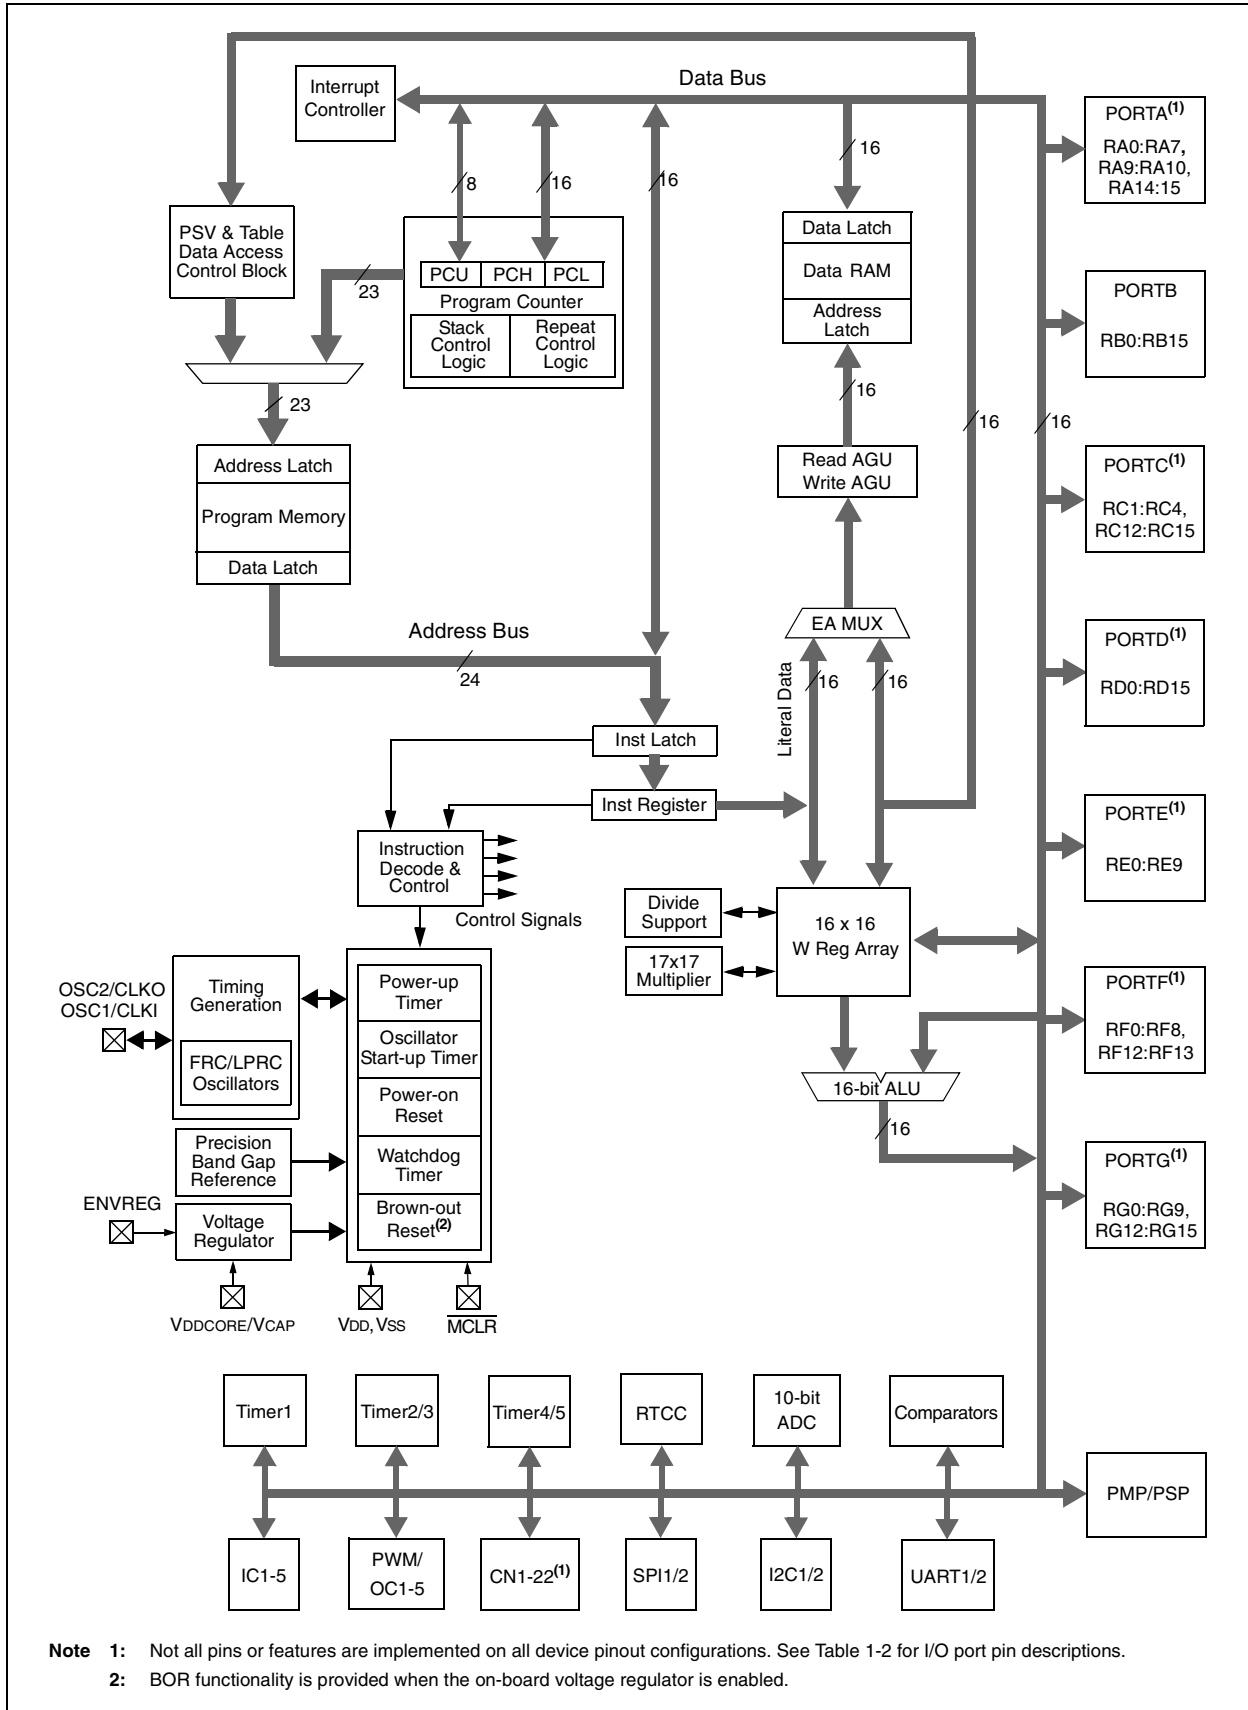 Data Bus
Interrupt
Controller
16
8
16
16
PORTA(1)
RA0:RA7,
RA9:RA10,
RA14:15
PSV & Table
Data Access
Control Block
23
PCU
PCH
PCL
Program Counter
Stack
Control
Logic
Repeat
Control
Logic
Data Latch
Data RAM
Address
Latch
PORTB
RB0:RB15
23
16
16
16
Address Latch
Program Memory
Data Latch
Read AGU
Write AGU
PORTC(1)
RC1:RC4,
RC12:RC15
Address Bus
24
EA MUX
Literal Data
16
16
PORTD(1)
RD0:RD15
Inst Latch
Inst Register
PORTE(1)
RE0:RE9
Instruction
Decode &
Control
Control Signals
Divide
Support
17x17
Multiplier
16 x 16
W Reg Array
OSC2/CLKO
OSC1/CLKI
Timing
Generation
FRC/LPRC
Oscillators
Power-up
Timer
Oscillator
Start-up Timer
Power-on
Reset
Watchdog
Timer
Brown-out
Reset(2)
PORTF(1)
RF0:RF8,
RF12:RF13
16-bit ALU
16
Precision
Band Gap
Reference
ENVREG
Voltage
Regulator
PORTG(1)
RG0:RG9,
RG12:RG15
VDDCORE/VCAP
VDD, VSS
MCLR
Timer1
Timer2/3
Timer4/5
RTCC
10-bit
ADC
Comparators
PMP/PSP
IC1-5
PWM/
OC1-5
CN1-22(1)
SPI1/2
I2C1/2
UART1/2
Note 1: Not all pins or features are implemented on all device pinout configurations. See Table 1-2 for I/O port pin descriptions.
2: BOR functionality is provided when the on-board voltage regulator is enabled.